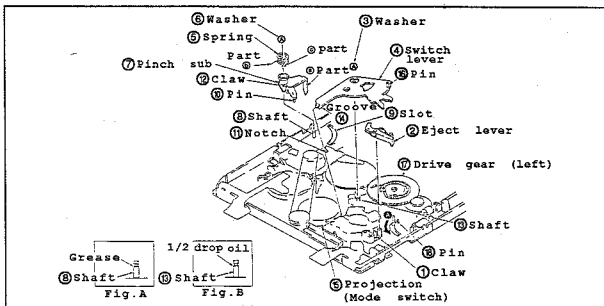 ⑥Washer
Ⓐ
③Washer
⑤Spring
Ⓐ
④Switch
lever
Part
part
⑦Pinch sub
Part
⑯Pin
⑫Claw
⑩Pin
Groove
⑭
⑨Slot
⑧Shaft
⑪Notch
②Eject lever
⑰Drive gear (left)
⑬Shaft
⑱Pin
①Claw
⑮Projection
(Mode switch)
Grease
⑧Shaft
Fig.A
1/2 drop oil
⑬Shaft
Fig.B